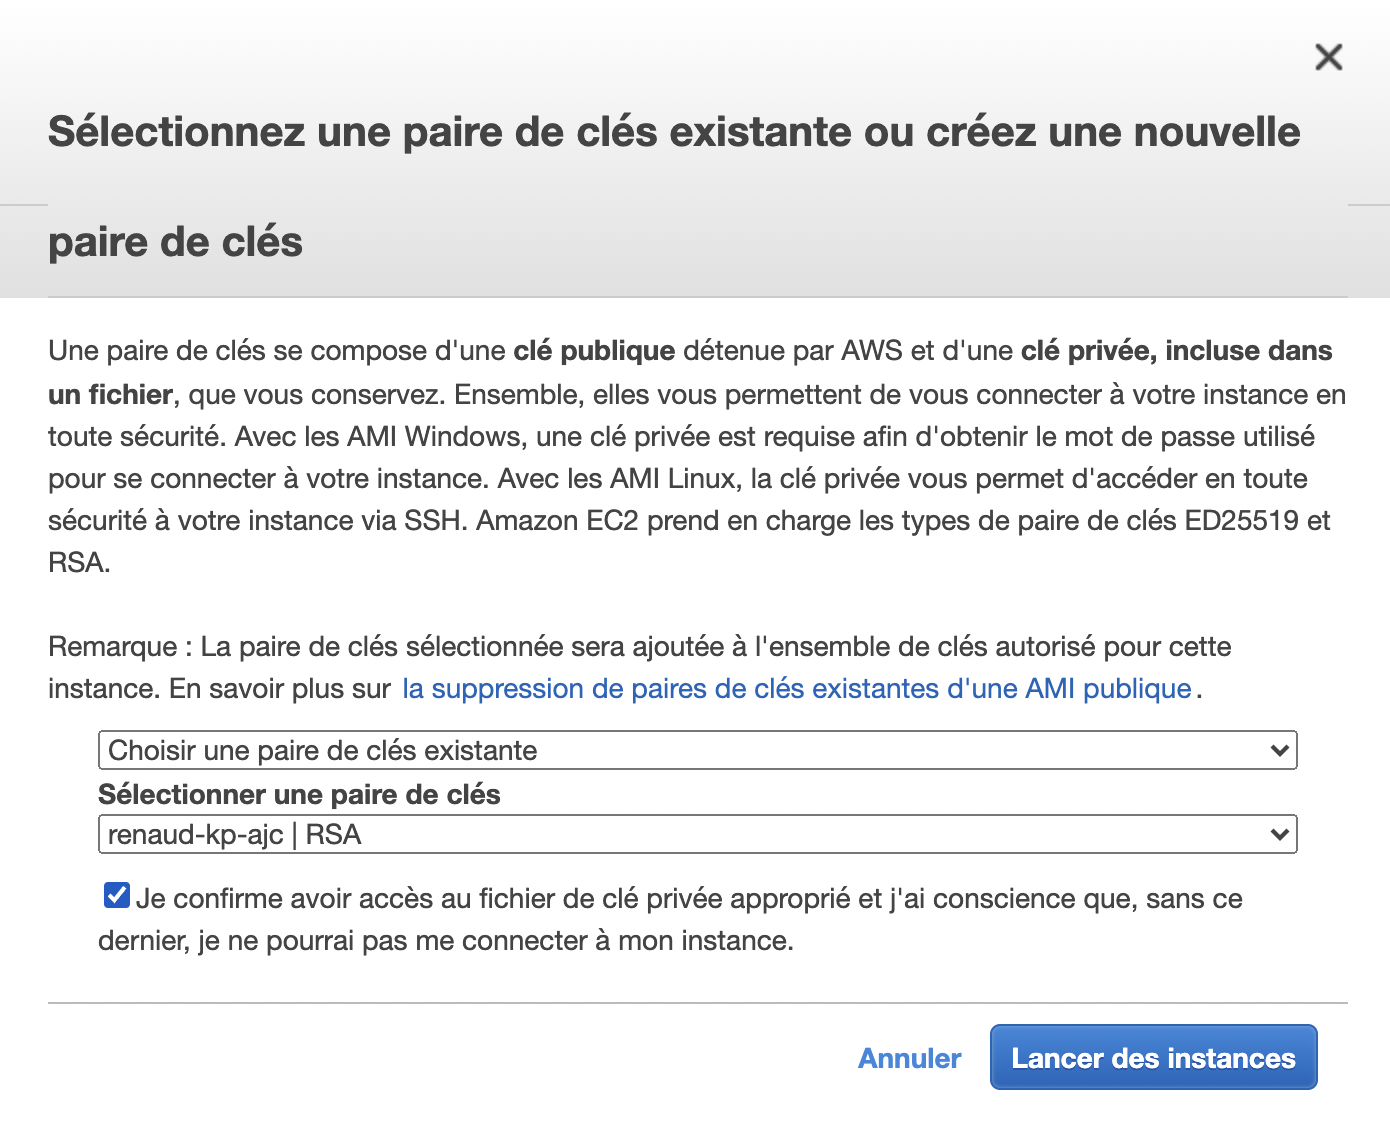 Sélectionnez une paire de clés existante ou créez une nouvelle
paire de clés
Une paire de clés se compose d'une clé publique détenue par AWS et d'une clé privée, incluse dans
un fichier, que vous conservez. Ensemble, elles vous permettent de vous connecter à votre instance en
toute sécurité. Avec les AMI Windows, une clé privée est requise afin d'obtenir le mot de passe utilisé
pour se connecter à votre instance. Avec les AMI Linux, la clé privée vous permet d'accéder en toute
sécurité à votre instance via SSH. Amazon EC2 prend en charge les types de paire de clés ED25519 et
RSA.
Remarque : La paire de clés sélectionnée sera ajoutée à l'ensemble de clés autorisé pour cette
instance. En savoir plus sur la suppression de paires de clés existantes d'une AMI publique.
Choisir une paire de clés existante
Sélectionner une paire de clés
renaud-kp-ajc | RSA
Je confirme avoir accès au fichier de clé privée approprié et j'ai conscience que, sans ce
dernier, je ne pourrai pas me connecter à mon instance.
Annuler
Lancer des instances